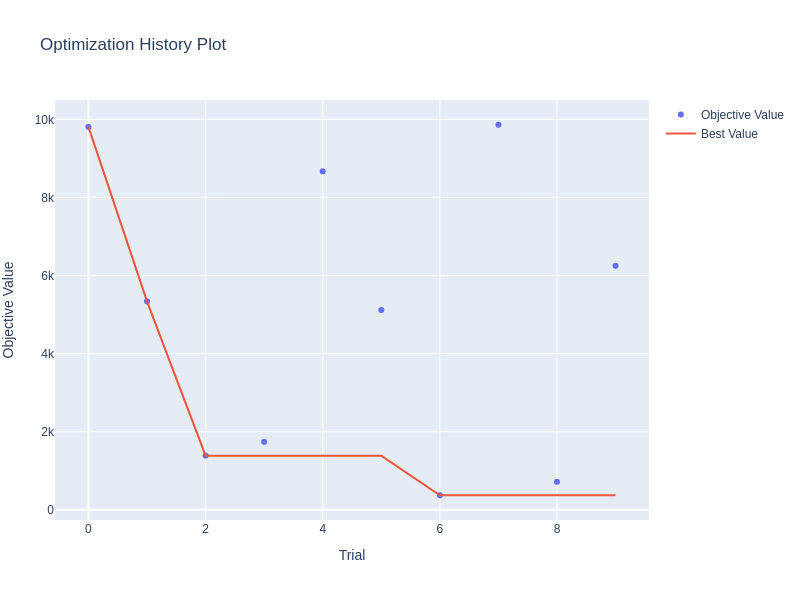 Optimization History Plot
Objective Value
Best Value
10k
8k
6k
4k
2k
0
Objective Value
0 2 4 6 8
Trial